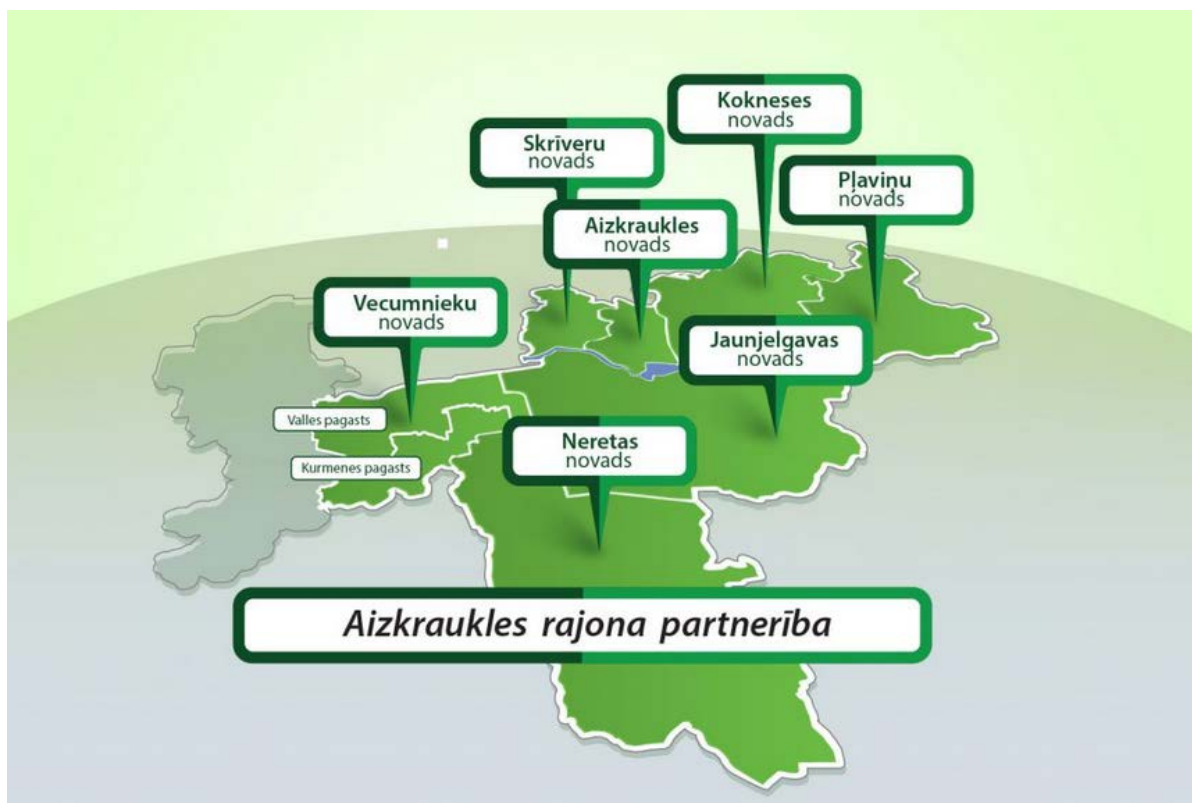 Kokneses
novads
Skrīveru
novads
Pļaviņu
novads
Aizkraukles
novads
Vecumnieku
novads
Jaunjelgavas
novads
Valles pagasts
Neretas
novads
Kurmenes pagasts
Aizkraukles rajona partnerība